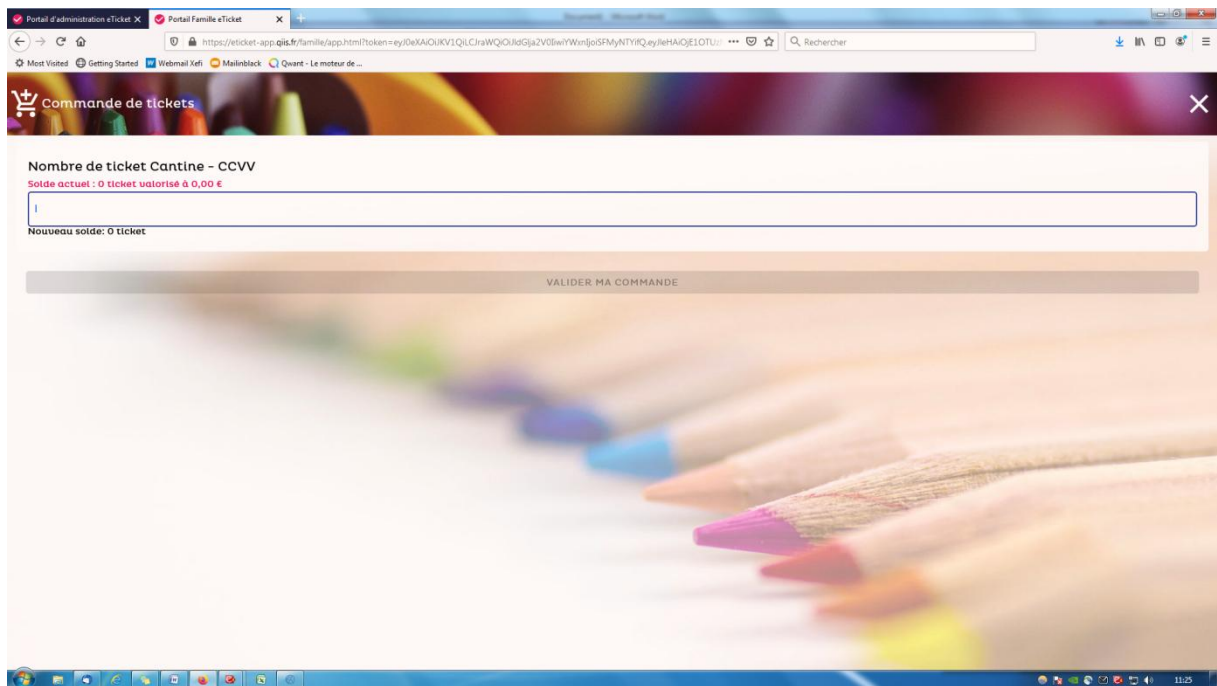 Portail d'administration eTicket
Portail Famille eTicket
Rechercher
Most Visited
Getting Started
Webmail Xefi
Mailinblack
Qwant - Le moteur de ...
Commande de tickets
Nombre de ticket Cantine - CCVV
Solde actuel : 0 ticket valorisé à 0,00 €
Nouveau solde: 0 ticket
VALIDER MA COMMANDE
11:25